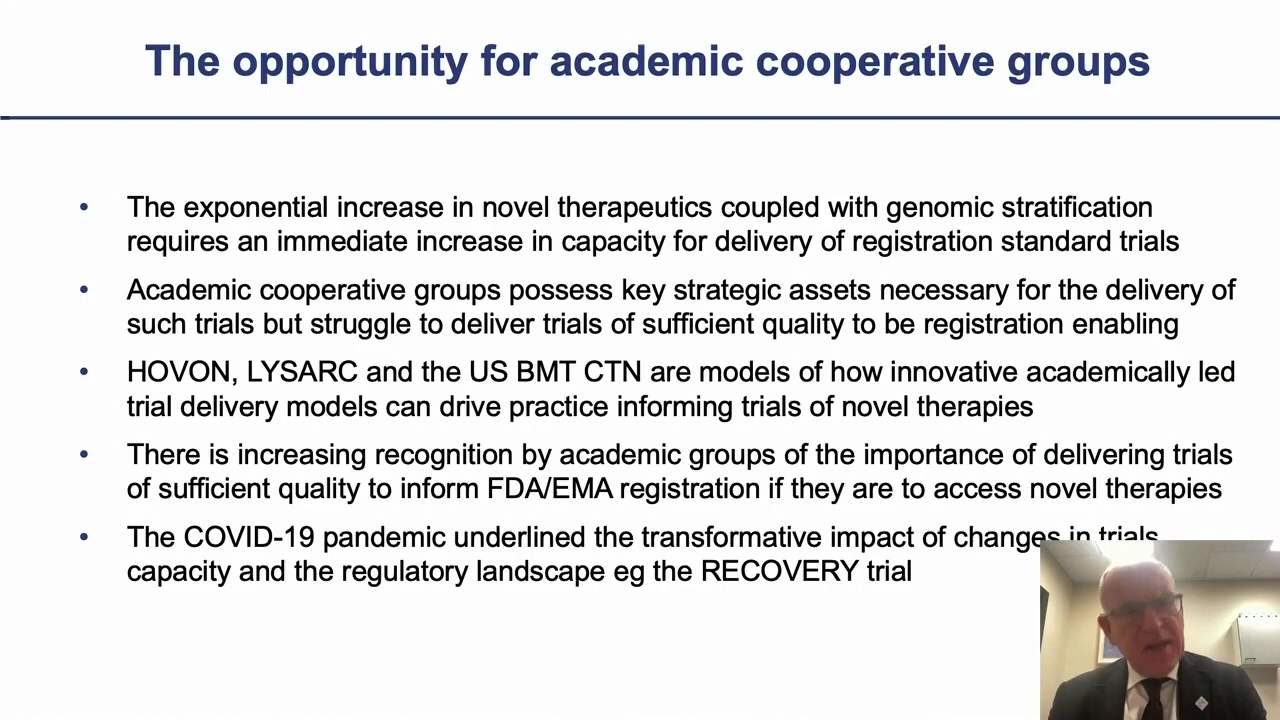 The opportunity for academic cooperative groups
• The exponential increase in novel therapeutics coupled with genomic stratification
requires an immediate increase in capacity for delivery of registration standard trials
• Academic cooperative groups possess key strategic assets necessary for the delivery of
such trials but struggle to deliver trials of sufficient quality to be registration enabling
• HOVON, LYSARC and the US BMT CTN are models of how innovative academically led
trial delivery models can drive practice informing trials of novel therapies
• There is increasing recognition by academic groups of the importance of delivering trials
of sufficient quality to inform FDA/EMA registration if they are to access novel therapies
• The COVID-19 pandemic underlined the transformative impact of changes in trials
capacity and the regulatory landscape eg the RECOVERY trial